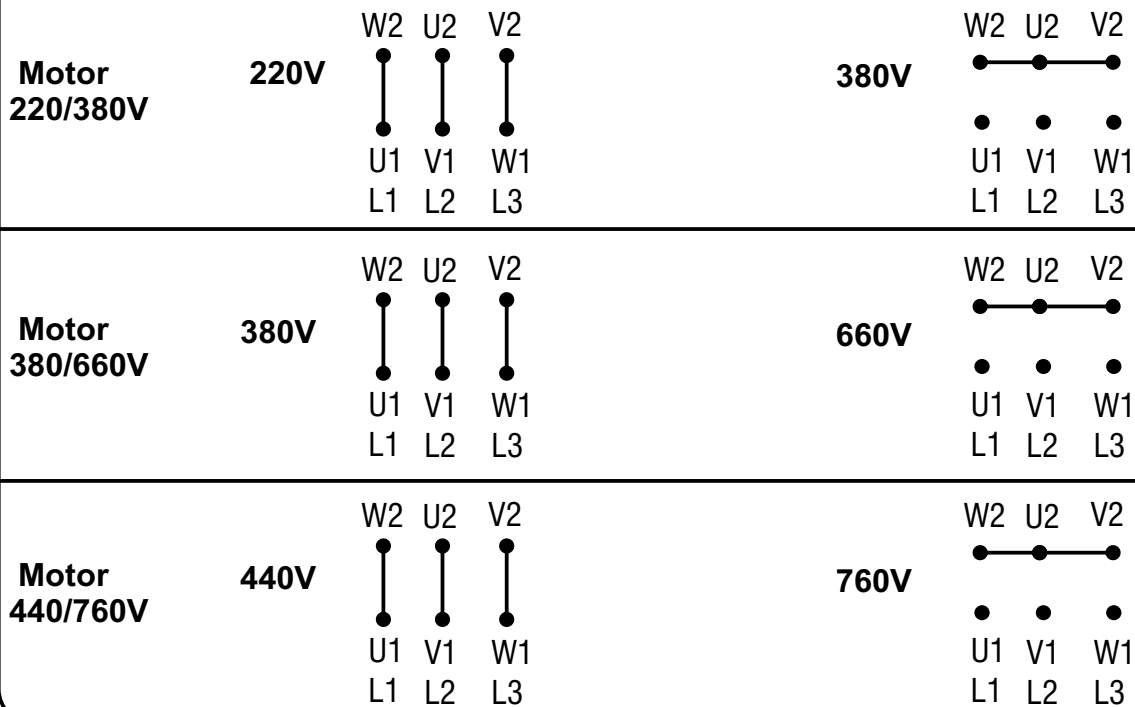 W2 U2 V2 W2 U2 V2
Motor 220V 380V
220/380V
U1 V1 W1 U1 V1 W1
L1 L2 L3 L1 L2 L3
W2 U2 V2 W2 U2 V2
Motor 380V 660V
380/660V
U1 V1 W1 U1 V1 W1
L1 L2 L3 L1 L2 L3
W2 U2 V2 W2 U2 V2
Motor 440V 760V
440/760V
U1 V1 W1 U1 V1 W1
L1 L2 L3 L1 L2 L3